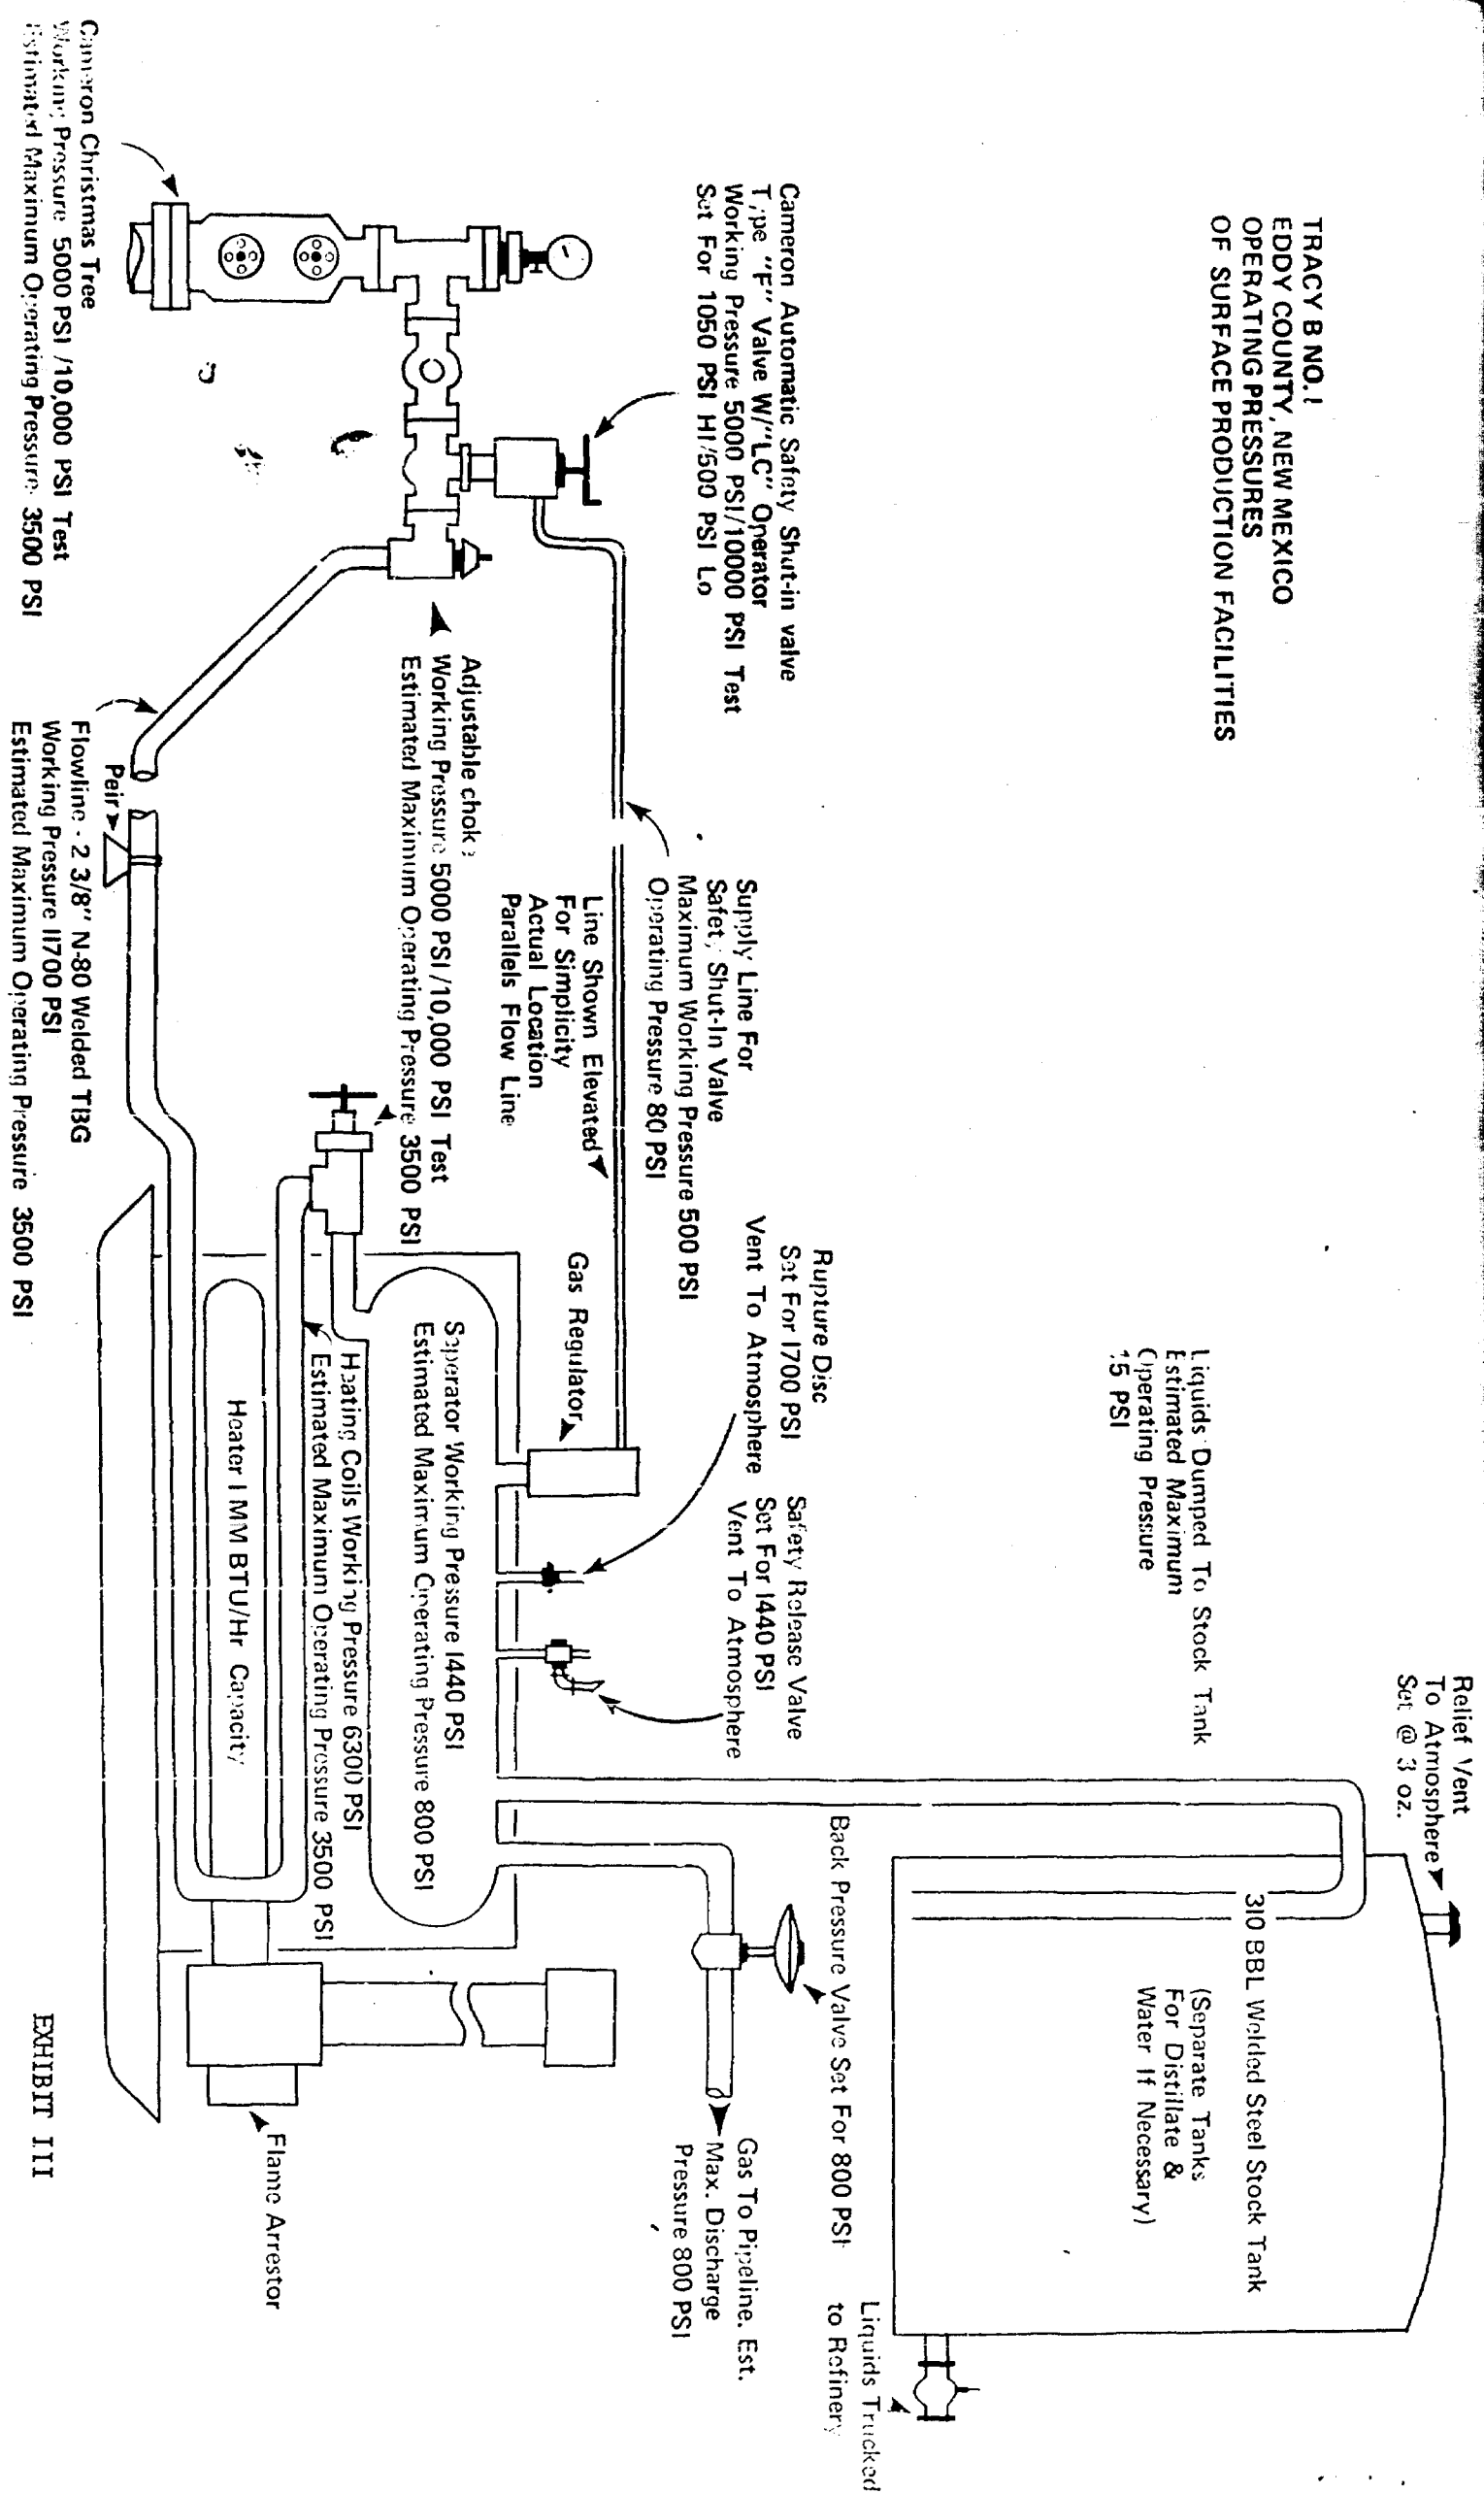 TRACY B NO. 1
EDDY COUNTY, NEW MEXICO
OPERATING PRESSURES
OF SURFACE PRODUCTION FACILITIES
Relief Vent
To Atmosphere
Set @ 3 oz.
Liquids Dumped To Stock Tank
Estimated Maximum
Operating Pressure
15 PSI
310 BBL Welded Steel Stock Tank
(Separate Tanks
For Distillate &
Water If Necessary)
Liquids Trucked
to Refinery
Cameron Automatic Safety Shut-in valve
Type "F" Valve W/"LC" Operator
Working Pressure 5000 PSI/10000 PSI Test
Set For 1050 PSI HI/500 PSI Lo
Supply Line For
Safety Shut-In Valve
Maximum Working Pressure 500 PSI
Operating Pressure 80 PSI
Line Shown Elevated
For Simplicity
Actual Location
Parallels Flow Line
Rupture Disc
Set For 1700 PSI
Vent To Atmosphere
Safety Release Valve
Set For 1440 PSI
Vent To Atmosphere
Back Pressure Valve Set For 800 PSI
Gas To Pipeline. Est.
Max. Discharge
Pressure 800 PSI
Gas Regulator
Adjustable choke
Working Pressure 5000 PSI/10,000 PSI Test
Estimated Maximum Operating Pressure 3500 PSI
Seperator Working Pressure 1440 PSI
Estimated Maximum Operating Pressure 800 PSI
Heating Coils Working Pressure 6300 PSI
Estimated Maximum Operating Pressure 3500 PSI
Heater 1 MM BTU/Hr Capacity
Flame Arrestor
Cameron Christmas Tree
Working Pressure 5000 PSI/10,000 PSI Test
Estimated Maximum Operating Pressure 3500 PSI
Peir
Flowline - 2 3/8" N-80 Welded TBG
Working Pressure 11700 PSI
Estimated Maximum Operating Pressure 3500 PSI
EXHIBIT III